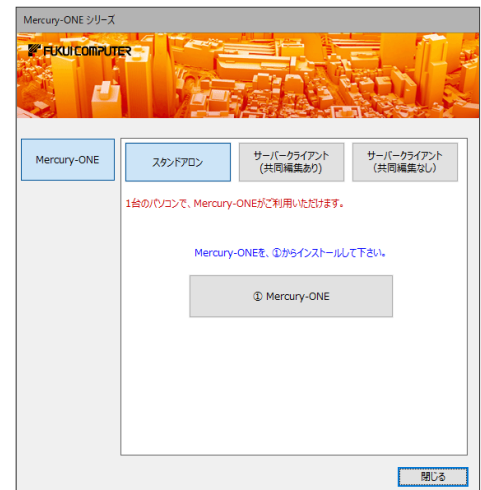 Mercury-ONE シリーズ
FUKUI COMPUTER
Mercury-ONE
スタンドアロン
サーバークライアント
(共同編集あり)
サーバークライアント
(共同編集なし)
1台のパソコンで、Mercury-ONEがご利用いただけます。
Mercury-ONEを、①からインストールして下さい。
① Mercury-ONE
閉じる